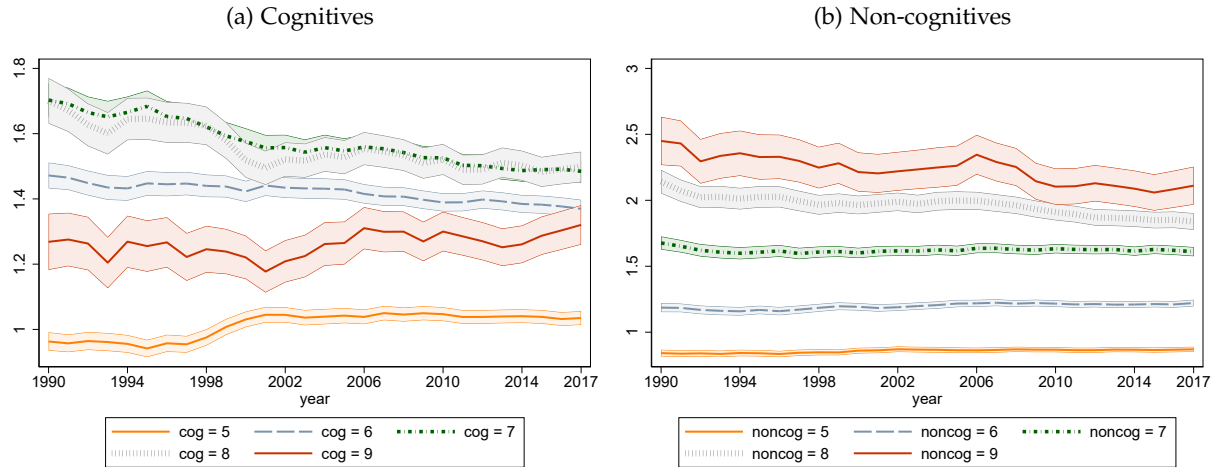 (a) Cognitives
(b) Non-cognitives
1.8
1.6
1.4
1.2
1
1990 1994 1998 2002 2006 2010 2014 2017
year
cog = 5 cog = 6 cog = 7
cog = 8 cog = 9
3
2.5
2
1.5
1
1990 1994 1998 2002 2006 2010 2014 2017
year
noncog = 5 noncog = 6 noncog = 7
noncog = 8 noncog = 9